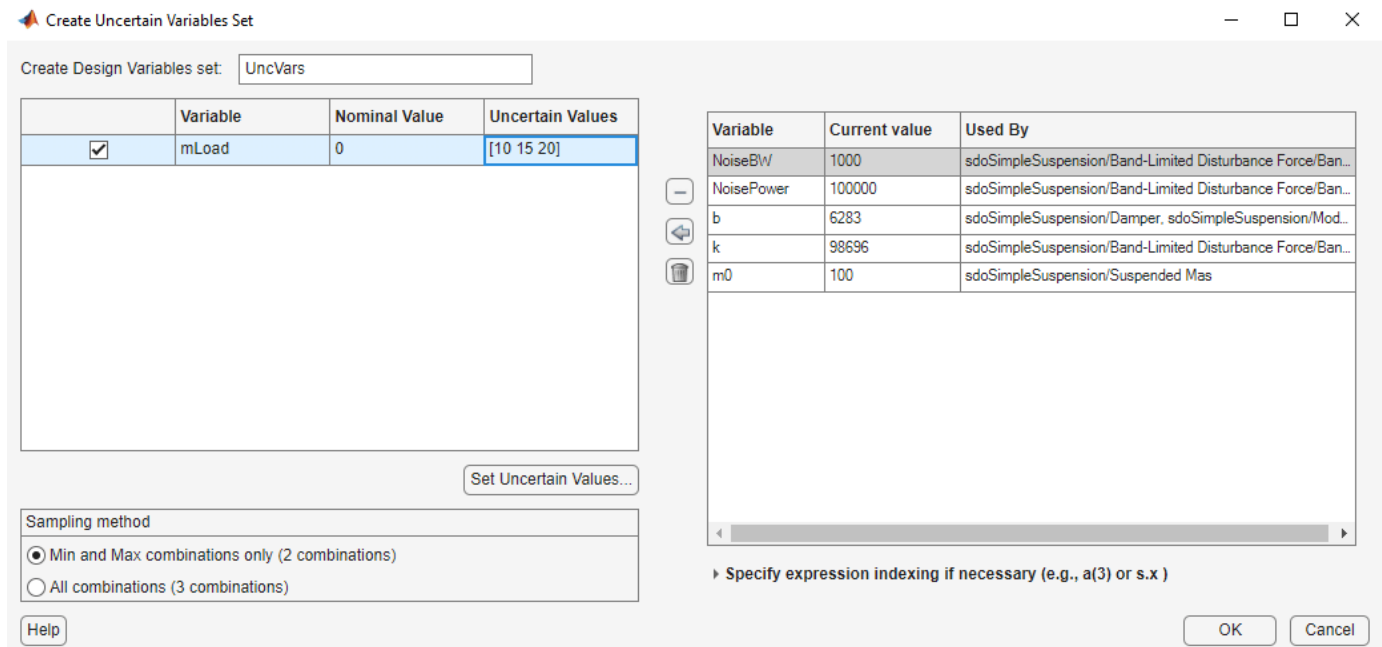 Create Uncertain Variables Set
Create Design Variables set: UncVars
Variable Nominal Value Uncertain Values
mLoad 0 [10 15 20]
Set Uncertain Values...
Sampling method
Min and Max combinations only (2 combinations)
All combinations (3 combinations)
Help
Variable Current value Used By
NoiseBW 1000 sdoSimpleSuspension/Band-Limited Disturbance Force/Ban...
NoisePower 100000 sdoSimpleSuspension/Band-Limited Disturbance Force/Ban...
b 6283 sdoSimpleSuspension/Damper, sdoSimpleSuspension/Mod...
k 98696 sdoSimpleSuspension/Band-Limited Disturbance Force/Ban...
m0 100 sdoSimpleSuspension/Suspended Mas
Specify expression indexing if necessary (e.g., a(3) or s.x )
OK Cancel